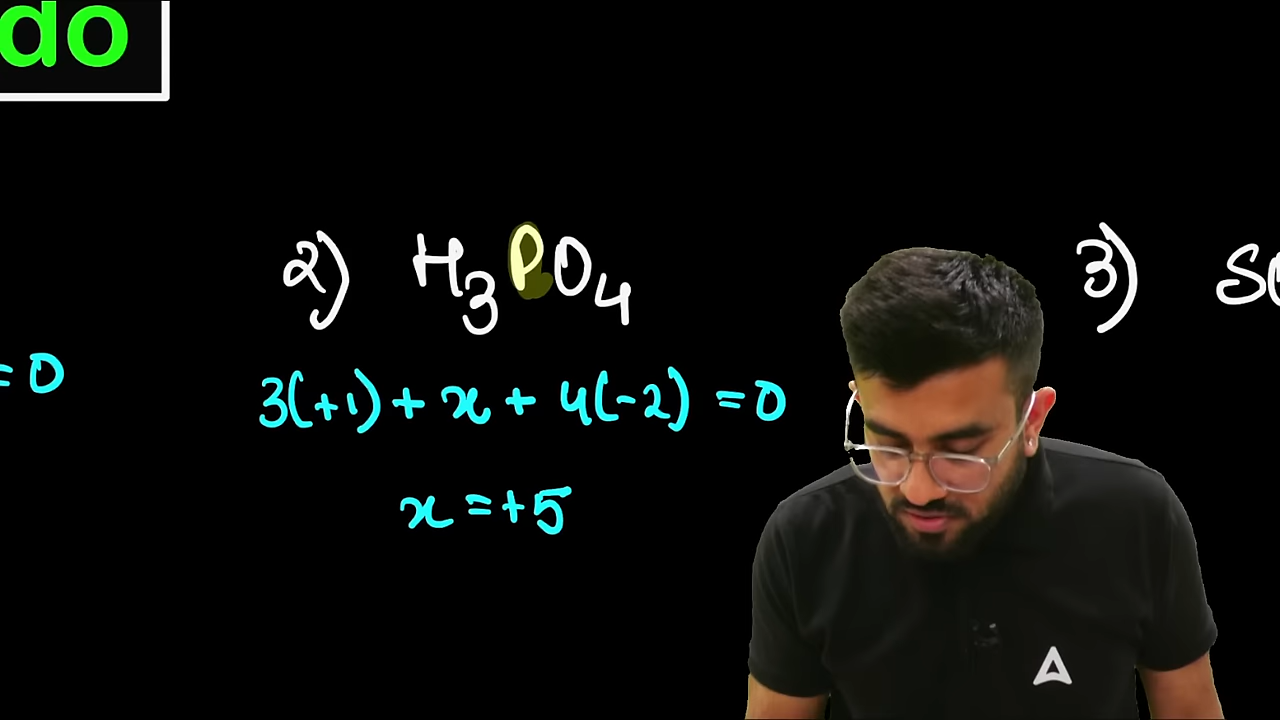 do
2) H₃PO₄
3)
= 0
3(+1) + x + 4(-2) = 0
x = +5